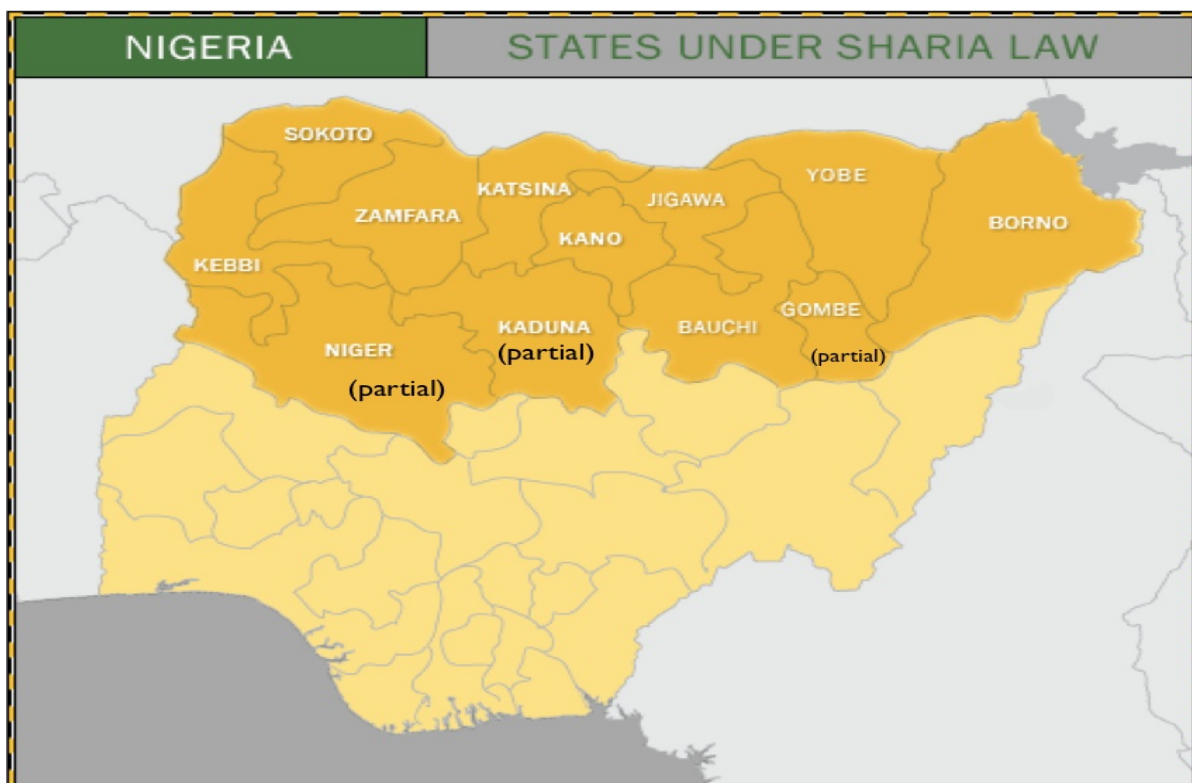 NIGERIA
STATES UNDER SHARIA LAW
SOKOTO
YOBE
KATSINA
JIGAWA
ZAMFARA
BORNO
KANO
KEBBI
GOMBE
KADUNA
BAUCHI
NIGER
(partial)
(partial)
(partial)